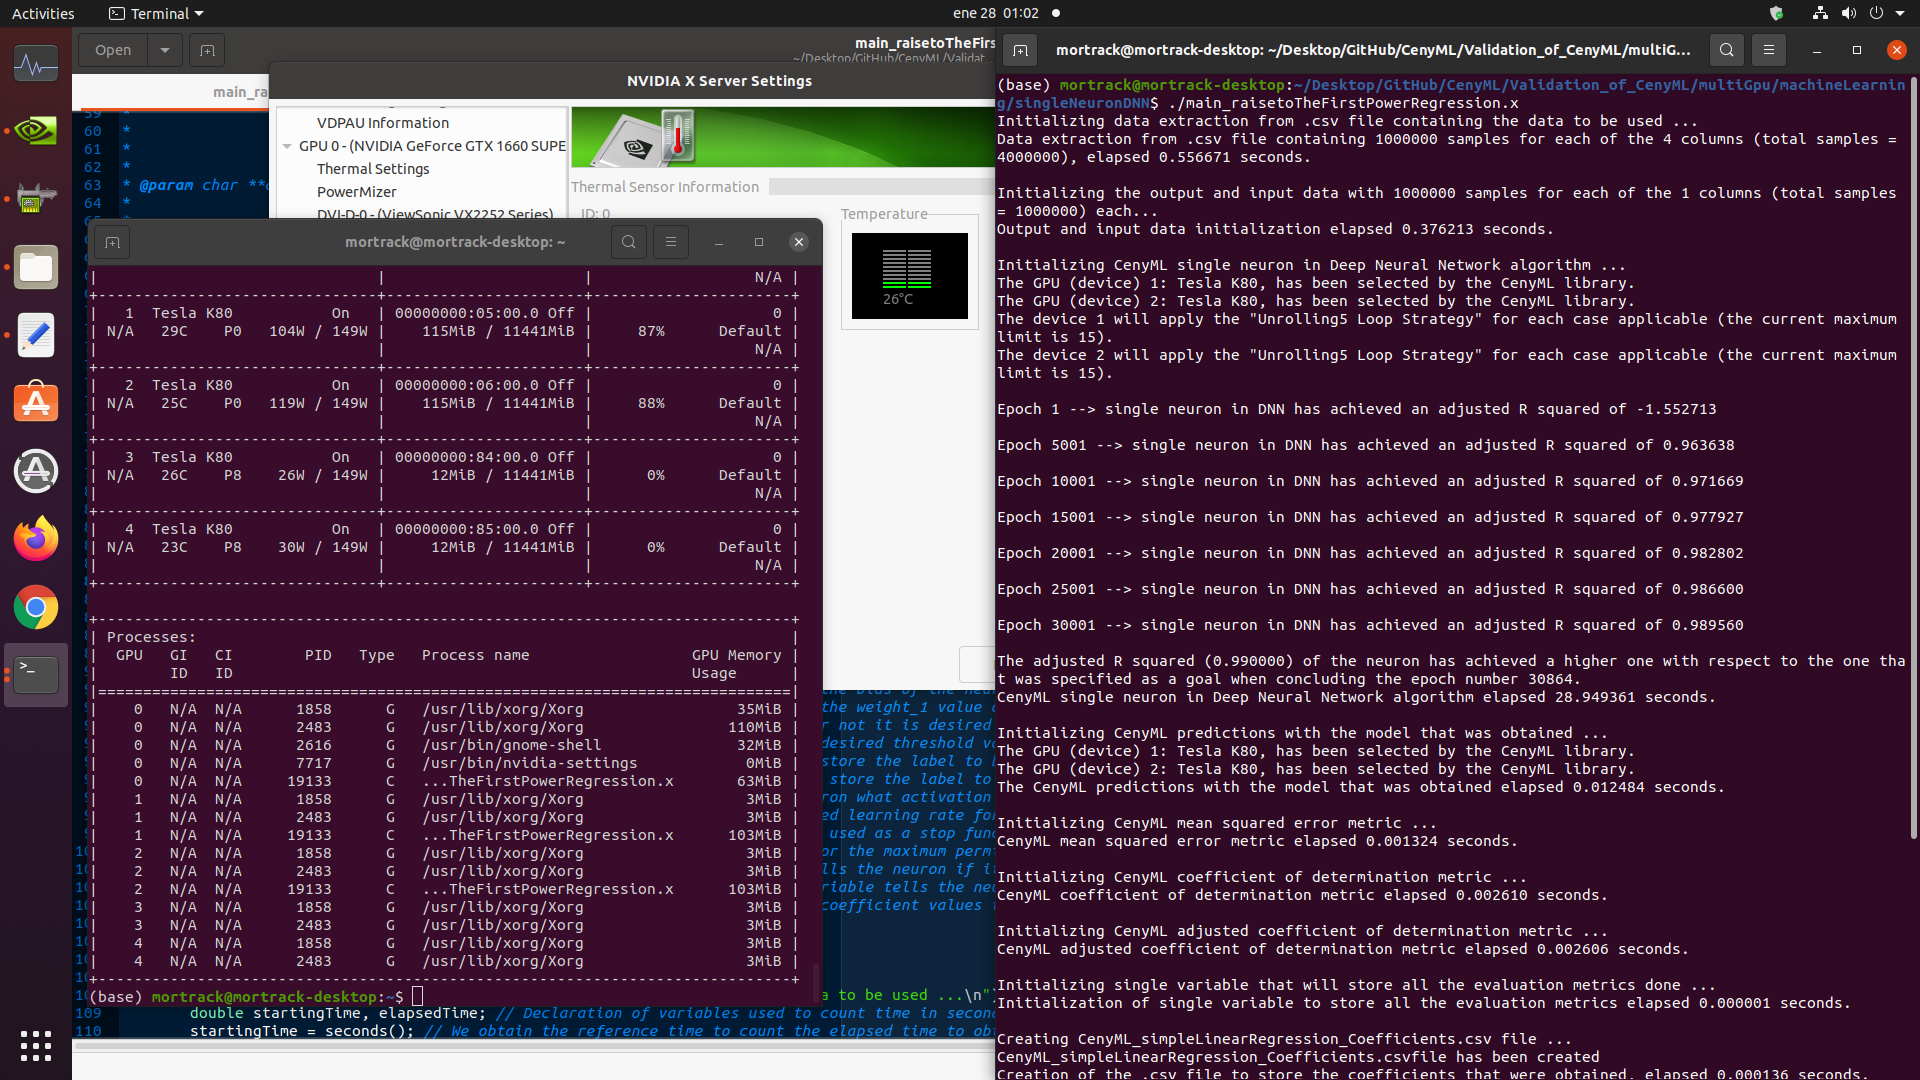 Activities
Terminal
ene 28 01:02
Open
main_raisetoTheFirs
~/Desktop/GitHub/CenyML/Validat...
main_ra
NVIDIA X Server Settings
VDPAU Information
GPU 0 - (NVIDIA GeForce GTX 1660 SUPE
Thermal Settings
PowerMizer
DVI-D-0 - (ViewSonic VX2252 Series)
Thermal Sensor Information
ID: 0
Temperature
26°C
59 *
60 *
61 *
62 *
63 * @param char **
64 *
mortrack@mortrack-desktop: ~
| | | N/A |
+-------------------------------+----------------------+----------------------+
| 1 Tesla K80 On | 00000000:05:00.0 Off | 0 |
| N/A 29C P0 104W / 149W | 115MiB / 11441MiB | 87% Default |
| | | N/A |
+-------------------------------+----------------------+----------------------+
| 2 Tesla K80 On | 00000000:06:00.0 Off | 0 |
| N/A 25C P0 119W / 149W | 115MiB / 11441MiB | 88% Default |
| | | N/A |
+-------------------------------+----------------------+----------------------+
| 3 Tesla K80 On | 00000000:84:00.0 Off | 0 |
| N/A 26C P8 26W / 149W | 12MiB / 11441MiB | 0% Default |
| | | N/A |
+-------------------------------+----------------------+----------------------+
| 4 Tesla K80 On | 00000000:85:00.0 Off | 0 |
| N/A 23C P8 30W / 149W | 12MiB / 11441MiB | 0% Default |
| | | N/A |
+-------------------------------+----------------------+----------------------+
+-----------------------------------------------------------------------------+
| Processes: |
| GPU GI CI PID Type Process name GPU Memory |
| ID ID Usage |
|=============================================================================|
| 0 N/A N/A 1858 G /usr/lib/xorg/Xorg 35MiB |
| 0 N/A N/A 2483 G /usr/lib/xorg/Xorg 110MiB |
| 0 N/A N/A 2616 G /usr/bin/gnome-shell 32MiB |
| 0 N/A N/A 7717 G /usr/bin/nvidia-settings 0MiB |
| 0 N/A N/A 19133 C ...TheFirstPowerRegression.x 63MiB |
| 1 N/A N/A 1858 G /usr/lib/xorg/Xorg 3MiB |
| 1 N/A N/A 2483 G /usr/lib/xorg/Xorg 3MiB |
| 1 N/A N/A 19133 C ...TheFirstPowerRegression.x 103MiB |
| 2 N/A N/A 1858 G /usr/lib/xorg/Xorg 3MiB |
| 2 N/A N/A 2483 G /usr/lib/xorg/Xorg 3MiB |
| 2 N/A N/A 19133 C ...TheFirstPowerRegression.x 103MiB |
| 3 N/A N/A 1858 G /usr/lib/xorg/Xorg 3MiB |
| 3 N/A N/A 2483 G /usr/lib/xorg/Xorg 3MiB |
| 4 N/A N/A 1858 G /usr/lib/xorg/Xorg 3MiB |
| 4 N/A N/A 2483 G /usr/lib/xorg/Xorg 3MiB |
+-----------------------------------------------------------------------------+
(base) mortrack@mortrack-desktop:~$
the weight_1 value
not it is desired
desired threshold
store the label to
store the label to
what activation
learning rate for
used as a stop
the maximum
the neuron if
tells the
coefficient values
a to be used ...\n"
109 double startingTime, elapsedTime; // Declaration of variables used to count time in
110 startingTime = seconds(); // We obtain the reference time to count the elapsed time to
mortrack@mortrack-desktop: ~/Desktop/GitHub/CenyML/Validation_of_CenyML/multiG...
(base) mortrack@mortrack-desktop:~/Desktop/GitHub/CenyML/Validation_of_CenyML/multiGpu/machineLearnin
g/singleNeuronDNN$ ./main_raisetoTheFirstPowerRegression.x
Initializing data extraction from .csv file containing the data to be used ...
Data extraction from .csv file containing 1000000 samples for each of the 4 columns (total samples =
4000000), elapsed 0.556671 seconds.
Initializing the output and input data with 1000000 samples for each of the 1 columns (total samples
= 1000000) each...
Output and input data initialization elapsed 0.376213 seconds.
Initializing CenyML single neuron in Deep Neural Network algorithm ...
The GPU (device) 1: Tesla K80, has been selected by the CenyML library.
The GPU (device) 2: Tesla K80, has been selected by the CenyML library.
The device 1 will apply the "Unrolling5 Loop Strategy" for each case applicable (the current maximum
limit is 15).
The device 2 will apply the "Unrolling5 Loop Strategy" for each case applicable (the current maximum
limit is 15).
Epoch 1 --> single neuron in DNN has achieved an adjusted R squared of -1.552713
Epoch 5001 --> single neuron in DNN has achieved an adjusted R squared of 0.963638
Epoch 10001 --> single neuron in DNN has achieved an adjusted R squared of 0.971669
Epoch 15001 --> single neuron in DNN has achieved an adjusted R squared of 0.977927
Epoch 20001 --> single neuron in DNN has achieved an adjusted R squared of 0.982802
Epoch 25001 --> single neuron in DNN has achieved an adjusted R squared of 0.986600
Epoch 30001 --> single neuron in DNN has achieved an adjusted R squared of 0.989560
The adjusted R squared (0.990000) of the neuron has achieved a higher one with respect to the one tha
t was specified as a goal when concluding the epoch number 30864.
CenyML single neuron in Deep Neural Network algorithm elapsed 28.949361 seconds.
Initializing CenyML predictions with the model that was obtained ...
The GPU (device) 1: Tesla K80, has been selected by the CenyML library.
The GPU (device) 2: Tesla K80, has been selected by the CenyML library.
The CenyML predictions with the model that was obtained elapsed 0.012484 seconds.
Initializing CenyML mean squared error metric ...
CenyML mean squared error metric elapsed 0.001324 seconds.
Initializing CenyML coefficient of determination metric ...
CenyML coefficient of determination metric elapsed 0.002610 seconds.
Initializing CenyML adjusted coefficient of determination metric ...
CenyML adjusted coefficient of determination metric elapsed 0.002606 seconds.
Initializing single variable that will store all the evaluation metrics done ...
Initialization of single variable to store all the evaluation metrics elapsed 0.000001 seconds.
Creating CenyML_simpleLinearRegression_Coefficients.csv file ...
CenyML_simpleLinearRegression_Coefficients.csvfile has been created
Creation of the .csv file to store the coefficients that were obtained, elapsed 0.000136 seconds.